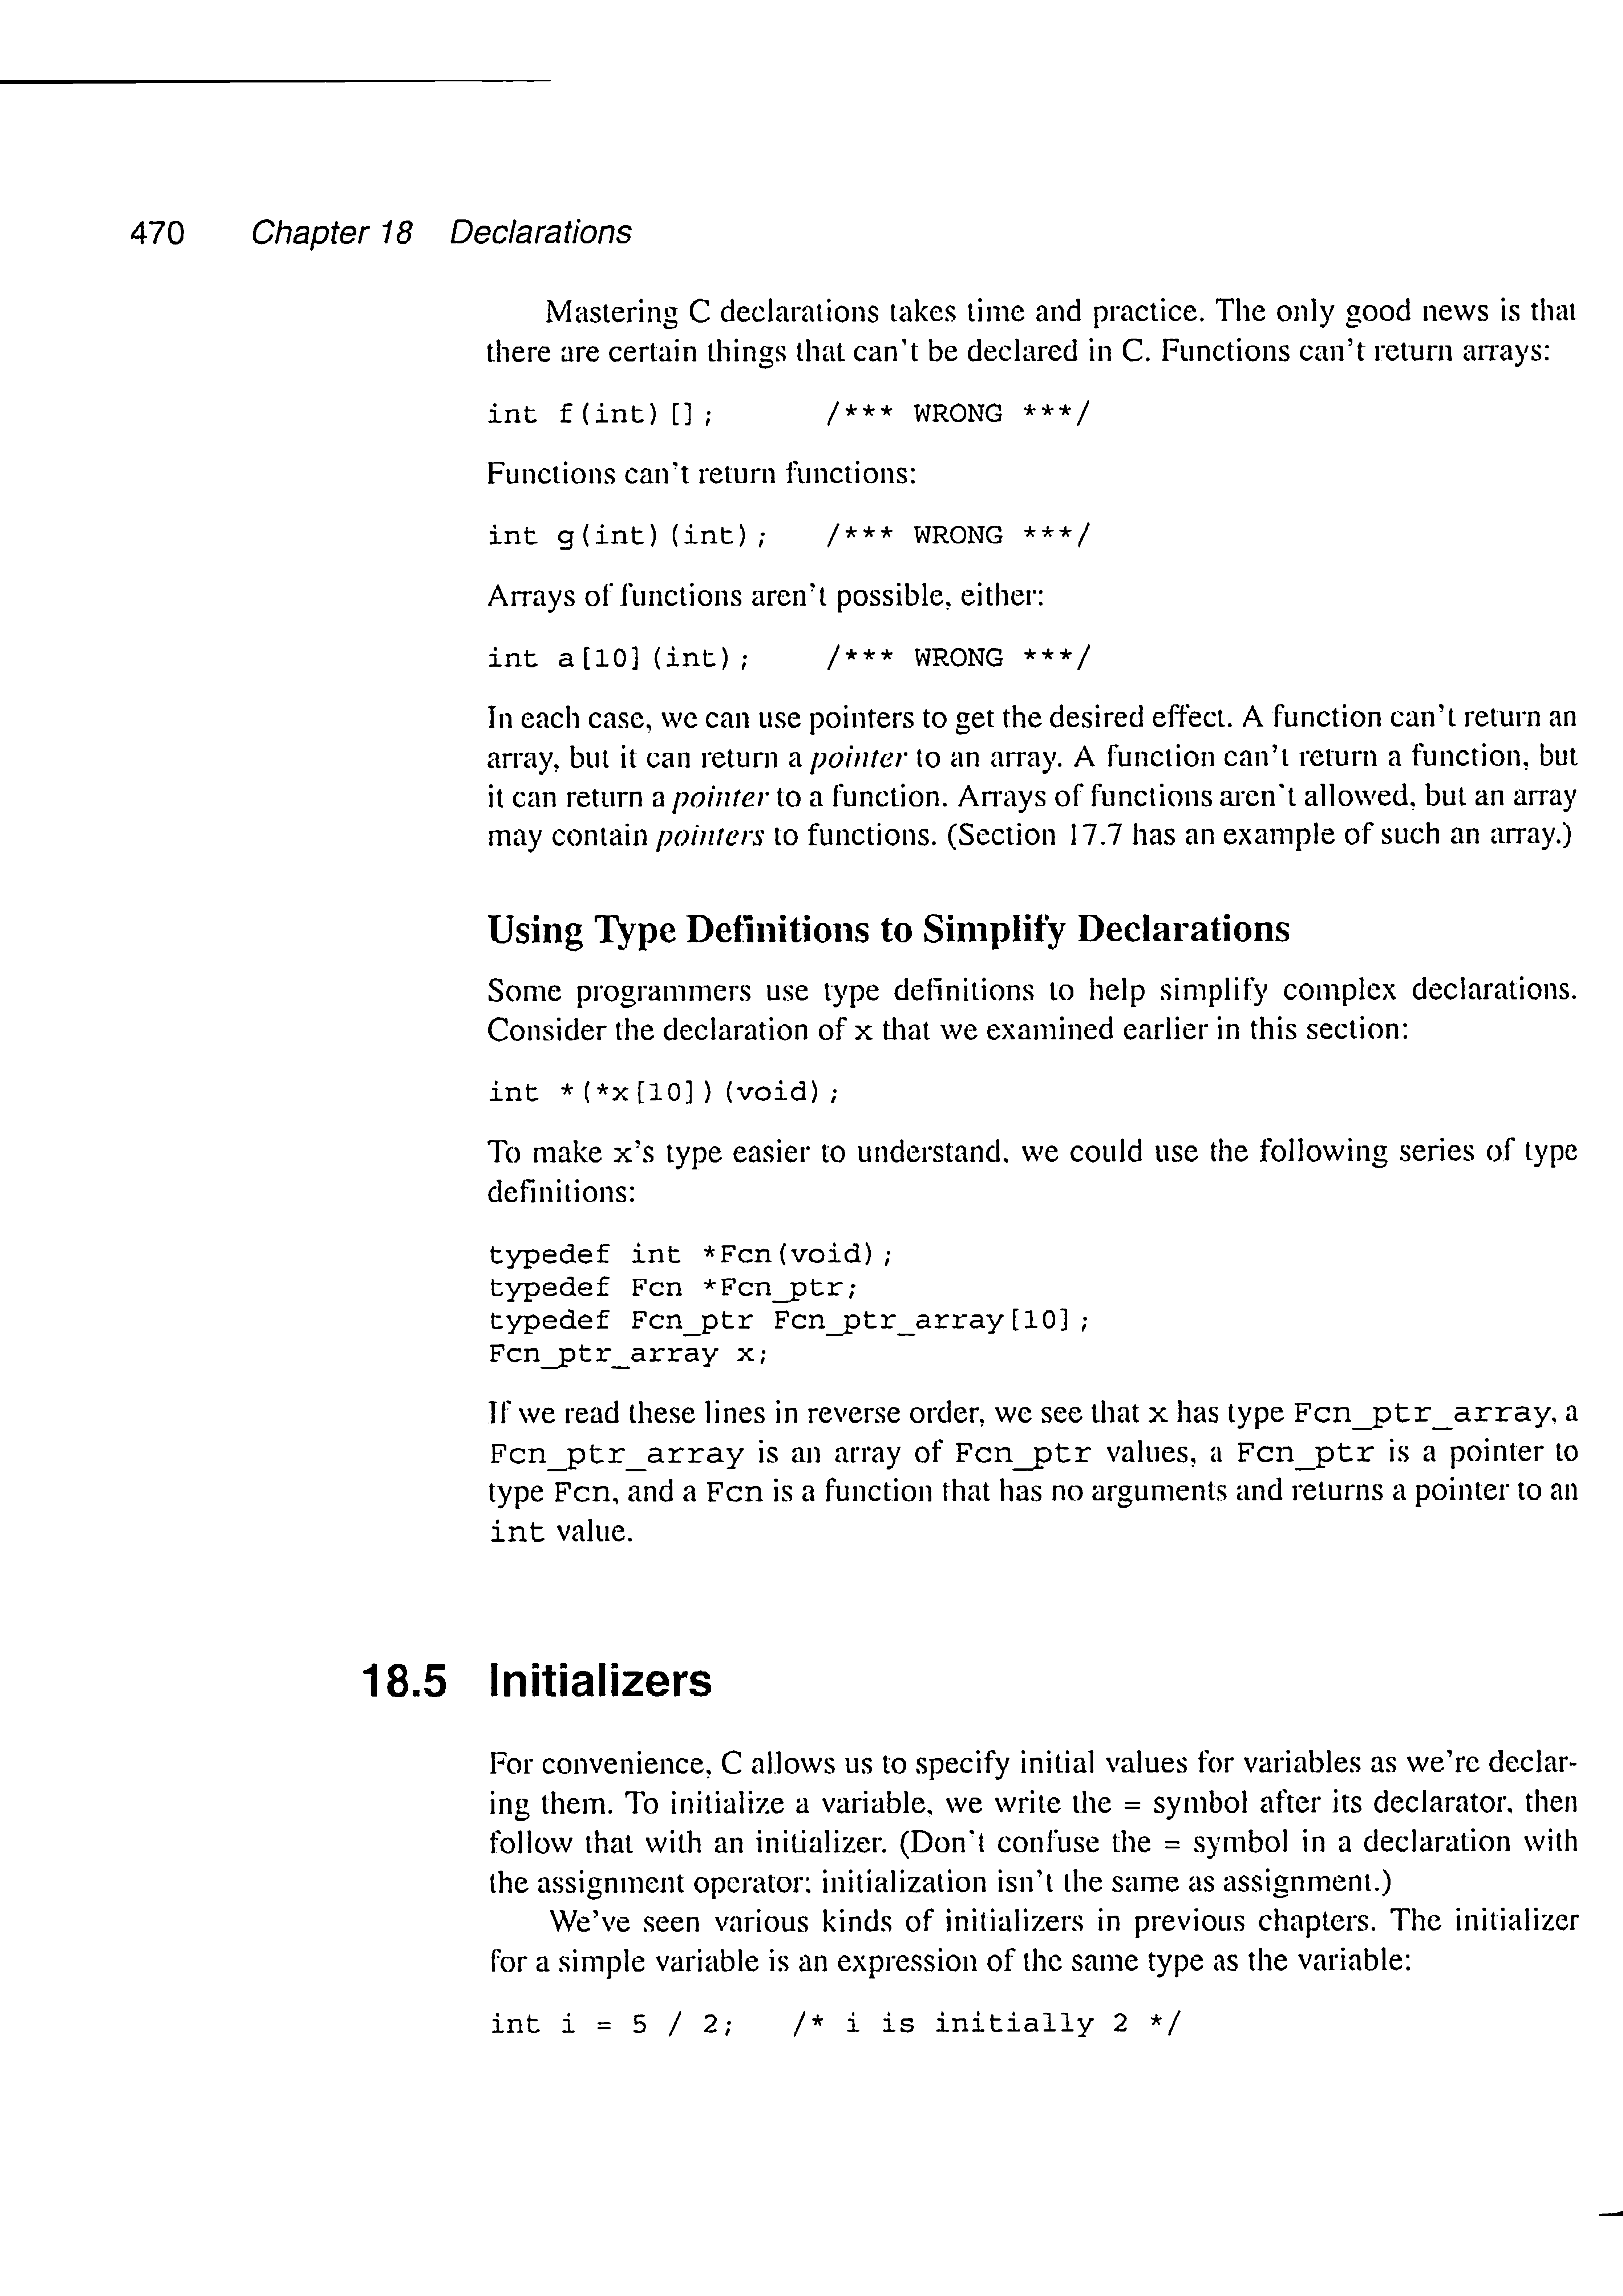 470 Chapter 18 Declarations
Mastering C declarations takes time and practice. The only good news is that
there are certain things that can't be declared in C. Functions can't return arrays:
int f(int)[]; /*** WRONG ***/
Functions can't return functions:
int g(int)(int); /*** WRONG ***/
Arrays of functions aren't possible, either:
int a[10](int); /*** WRONG ***/
In each case, we can use pointers to get the desired effect. A function can't return an
array, but it can return a pointer to an array. A function can't return a function, but
it can return a pointer to a function. Arrays of functions aren't allowed, but an array
may contain pointers to functions. (Section 17.7 has an example of such an array.)
Using Type Definitions to Simplify Declarations
Some programmers use type definitions to help simplify complex declarations.
Consider the declaration of x that we examined earlier in this section:
int *(*x[10])(void);
To make x's type easier to understand, we could use the following series of type
definitions:
typedef int *Fcn(void);
typedef Fcn *Fcn_ptr;
typedef Fcn_ptr Fcn_ptr_array[10];
Fcn_ptr_array x;
If we read these lines in reverse order, we see that x has type Fcn_ptr_array, a
Fcn_ptr_array is an array of Fcn_ptr values, a Fcn_ptr is a pointer to
type Fcn, and a Fcn is a function that has no arguments and returns a pointer to an
int value.
18.5 Initializers
For convenience, C allows us to specify initial values for variables as we're declar-
ing them. To initialize a variable, we write the = symbol after its declarator, then
follow that with an initializer. (Don't confuse the = symbol in a declaration with
the assignment operator; initialization isn't the same as assignment.)
We've seen various kinds of initializers in previous chapters. The initializer
for a simple variable is an expression of the same type as the variable:
int i = 5 / 2; /* i is initially 2 */